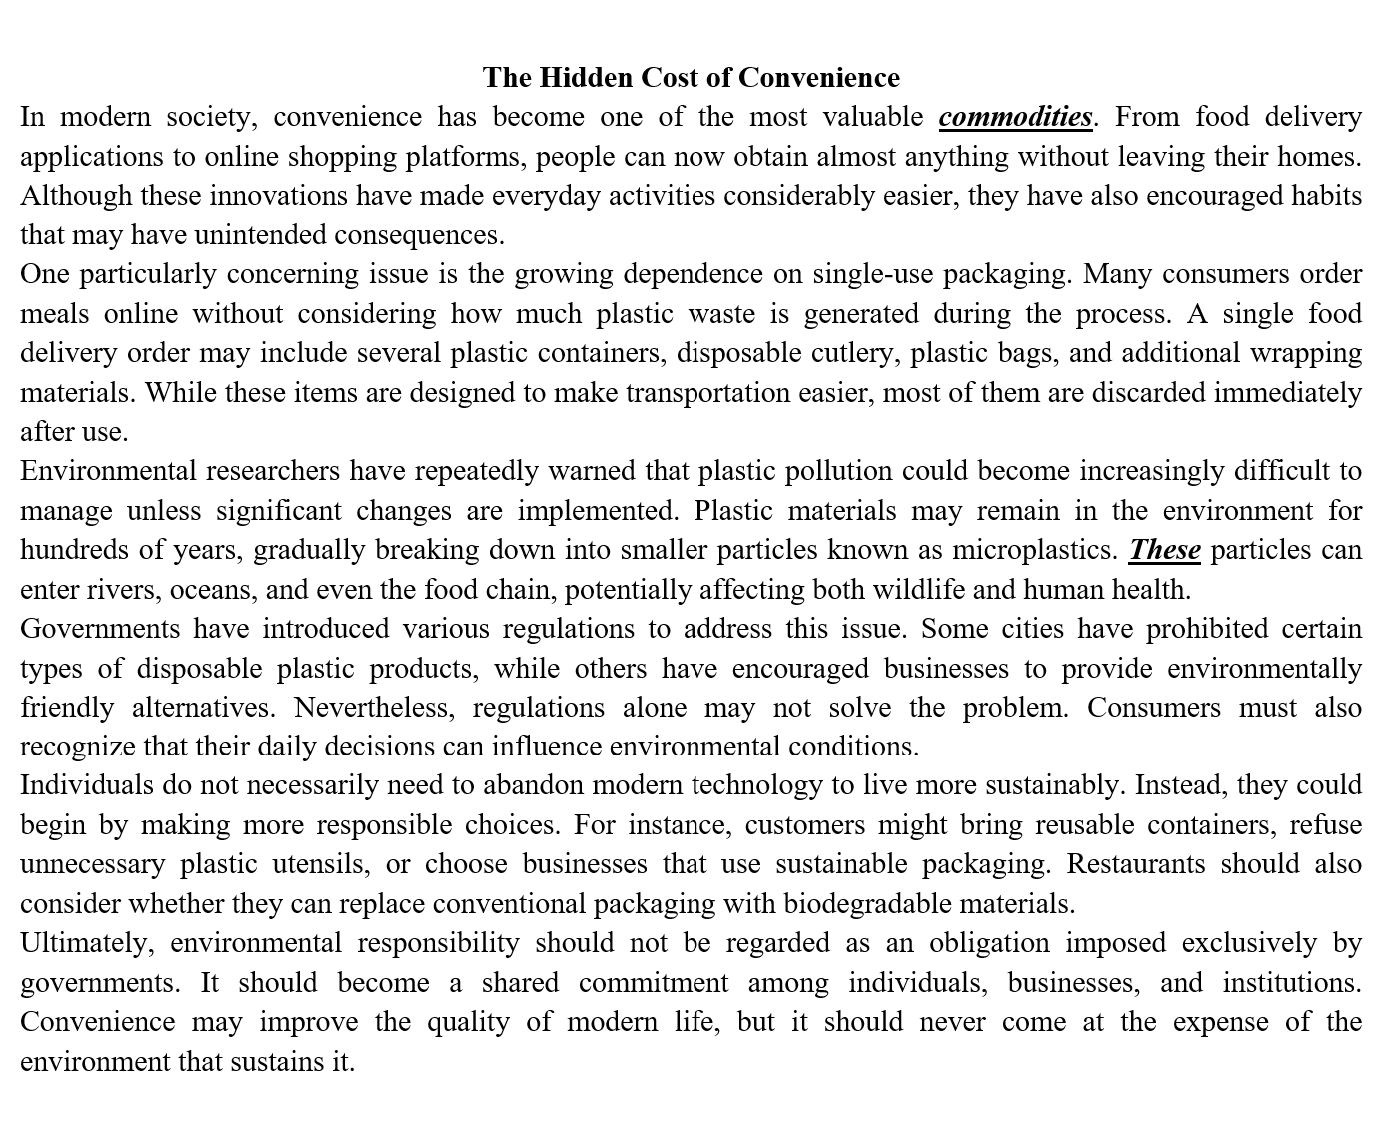 The Hidden Cost of Convenience
In modern society, convenience has become one of the most valuable commodities. From food delivery
applications to online shopping platforms, people can now obtain almost anything without leaving their homes.
Although these innovations have made everyday activities considerably easier, they have also encouraged habits
that may have unintended consequences.
One particularly concerning issue is the growing dependence on single-use packaging. Many consumers order
meals online without considering how much plastic waste is generated during the process. A single food
delivery order may include several plastic containers, disposable cutlery, plastic bags, and additional wrapping
materials. While these items are designed to make transportation easier, most of them are discarded immediately
after use.
Environmental researchers have repeatedly warned that plastic pollution could become increasingly difficult to
manage unless significant changes are implemented. Plastic materials may remain in the environment for
hundreds of years, gradually breaking down into smaller particles known as microplastics. These particles can
enter rivers, oceans, and even the food chain, potentially affecting both wildlife and human health.
Governments have introduced various regulations to address this issue. Some cities have prohibited certain
types of disposable plastic products, while others have encouraged businesses to provide environmentally
friendly alternatives. Nevertheless, regulations alone may not solve the problem. Consumers must also
recognize that their daily decisions can influence environmental conditions.
Individuals do not necessarily need to abandon modern technology to live more sustainably. Instead, they could
begin by making more responsible choices. For instance, customers might bring reusable containers, refuse
unnecessary plastic utensils, or choose businesses that use sustainable packaging. Restaurants should also
consider whether they can replace conventional packaging with biodegradable materials.
Ultimately, environmental responsibility should not be regarded as an obligation imposed exclusively by
governments. It should become a shared commitment among individuals, businesses, and institutions.
Convenience may improve the quality of modern life, but it should never come at the expense of the
environment that sustains it.